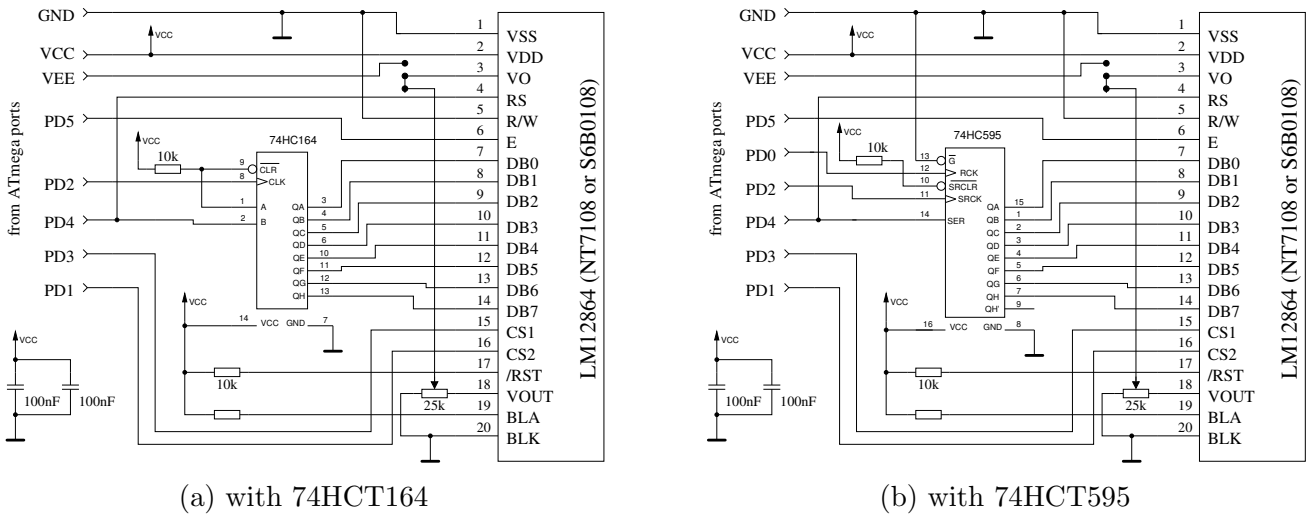 from ATmega ports
GND
VCC
VEE
PD5
PD2
PD4
PD3
PD1
VCC
VCC
10k
74HC164
9 CLR
8 CLK
1 A
2 B
QA 3
QB 4
QC 5
QD 6
QE 10
QF 11
QG 12
QH 13
VCC
14 VCC GND 7
10k
VCC
100nF 100nF
25k
1 VSS
2 VDD
3 VO
4 RS
5 R/W
6 E
7 DB0
8 DB1
9 DB2
10 DB3
11 DB4
12 DB5
13 DB6
14 DB7
15 CS1
16 CS2
17 /RST
18 VOUT
19 BLA
20 BLK
LM12864 (NT7108 or S6B0108)
(a) with 74HCT164
from ATmega ports
GND
VCC
VEE
PD5
PD0
PD2
PD4
PD3
PD1
VCC
VCC
10k
74HC595
13 G
12 RCK
10 SRCLR
11 SRCK
14 SER
QA 15
QB 1
QC 2
QD 3
QE 4
QF 5
QG 6
QH 7
QH' 9
VCC
16 VCC GND 8
10k
VCC
100nF 100nF
25k
1 VSS
2 VDD
3 VO
4 RS
5 R/W
6 E
7 DB0
8 DB1
9 DB2
10 DB3
11 DB4
12 DB5
13 DB6
14 DB7
15 CS1
16 CS2
17 /RST
18 VOUT
19 BLA
20 BLK
LM12864 (NT7108 or S6B0108)
(b) with 74HCT595